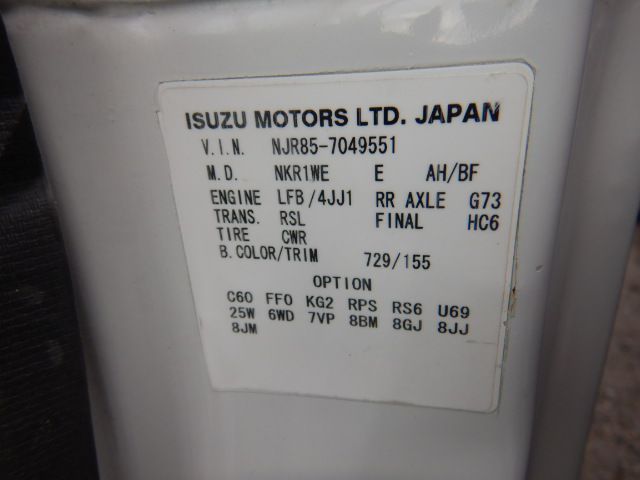 ISUZU MOTORS LTD. JAPAN
V.I.N. NJR85-7049551
M.D. NKR1WE E AH/BF
ENGINE LFB/4JJ1 RR AXLE G73
TRANS. RSL FINAL HC6
TIRE CWR
B.COLOR/TRIM 729/155
OPTION
C60 FF0 KG2 RPS RS6 U69
25W 6WD 7VP 8BM 8GJ 8JJ
8JM